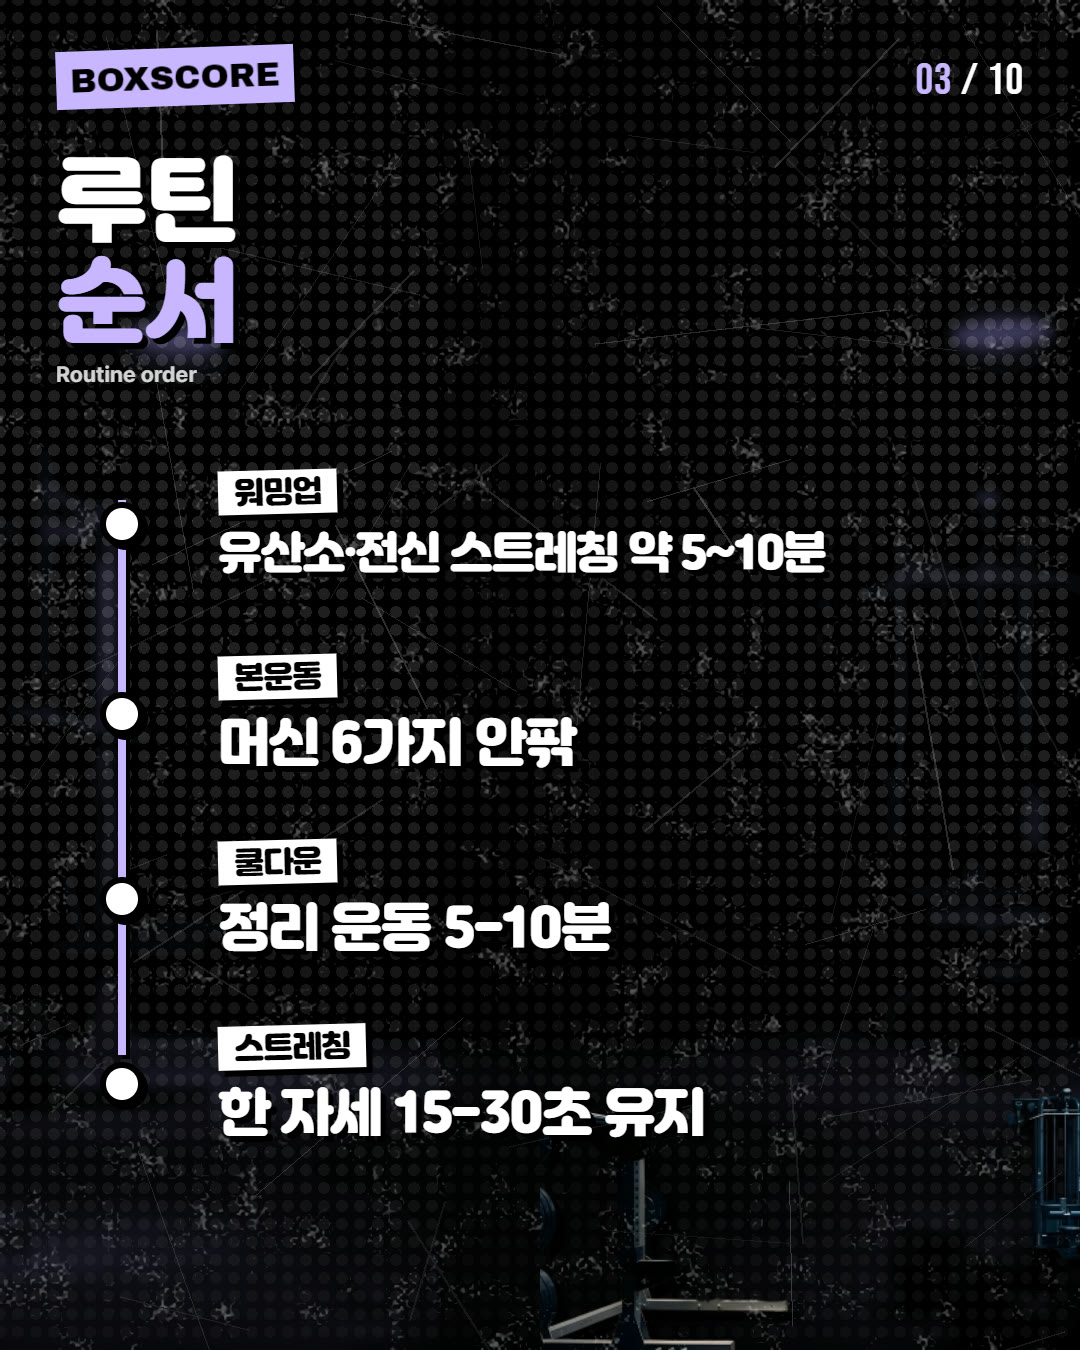 BOXSCORE
03 / 10
루틴
순서
Routine order
워밍업
유산소·전신 스트레칭 약 5~10분
본운동
머신 6가지 안팎
쿨다운
정리 운동 5-10분
스트레칭
한 자세 15-30초 유지